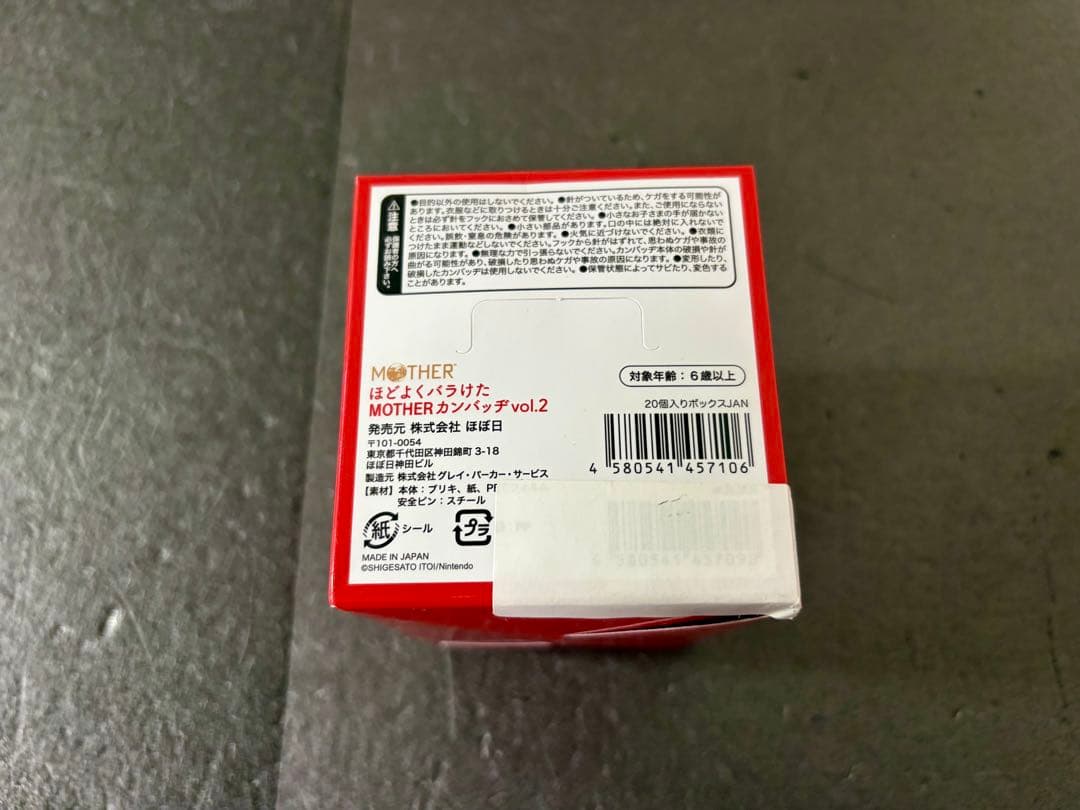 ⚠注意 保護者の方へ 必ずお読み下さい。
●目的以外の使用はしないでください。●針がついているため、ケガをする可能性が
あります。衣服などに取りつけるときは十分ご注意ください。また、ご使用にならない
ときは必ず針をフックにおさめて保管してください。●小さなお子さまの手が届かない
ところにおいてください。●小さい部品があります。口の中には絶対に入れないで
ください。誤飲・窒息の危険があります。●火気に近づけないでください。●衣類に
つけたまま運動などしないでください。フックから針がはずれて、思わぬケガや事故の
原因になります。●無理な力で引っ張らないでください。カンバッヂ本体の破損や針が
曲がる可能性があり、破損したり思わぬケガや事故の原因になります。●変形したり、
破損したカンバッヂは使用しないでください。●保管状態によってサビたり、変色する
ことがあります。
MOTHER™
ほどよくバラけた
MOTHERカンバッヂvol.2
対象年齢：6歳以上
20個入りボックスJAN
4 580541 457106
発売元 株式会社 ほぼ日
〒101-0054
東京都千代田区神田錦町 3-18
ほぼ日神田ビル
製造元 株式会社 グレイ・パーカー・サービス
【素材】本体：ブリキ、紙、
安全ピン：スチール
紙 シール
プラ
MADE IN JAPAN
©SHIGESATO ITOI/Nintendo